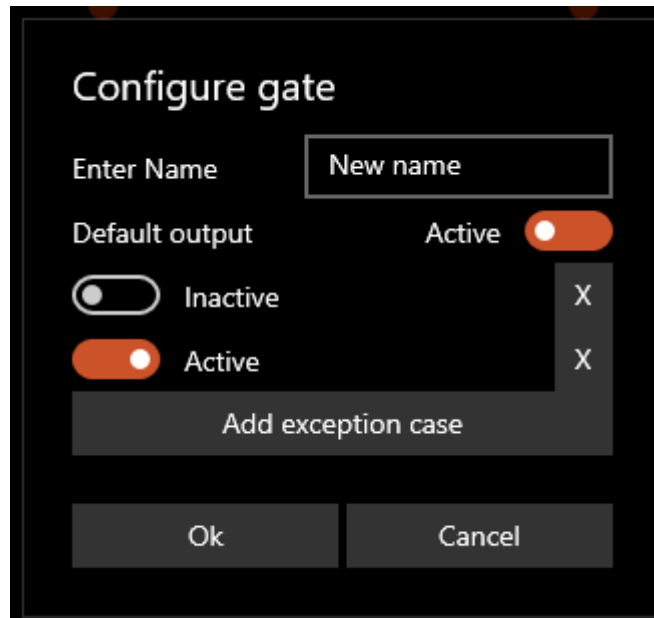 Configure gate
Enter Name New name
Default output Active
Inactive X
Active X
Add exception case
Ok Cancel